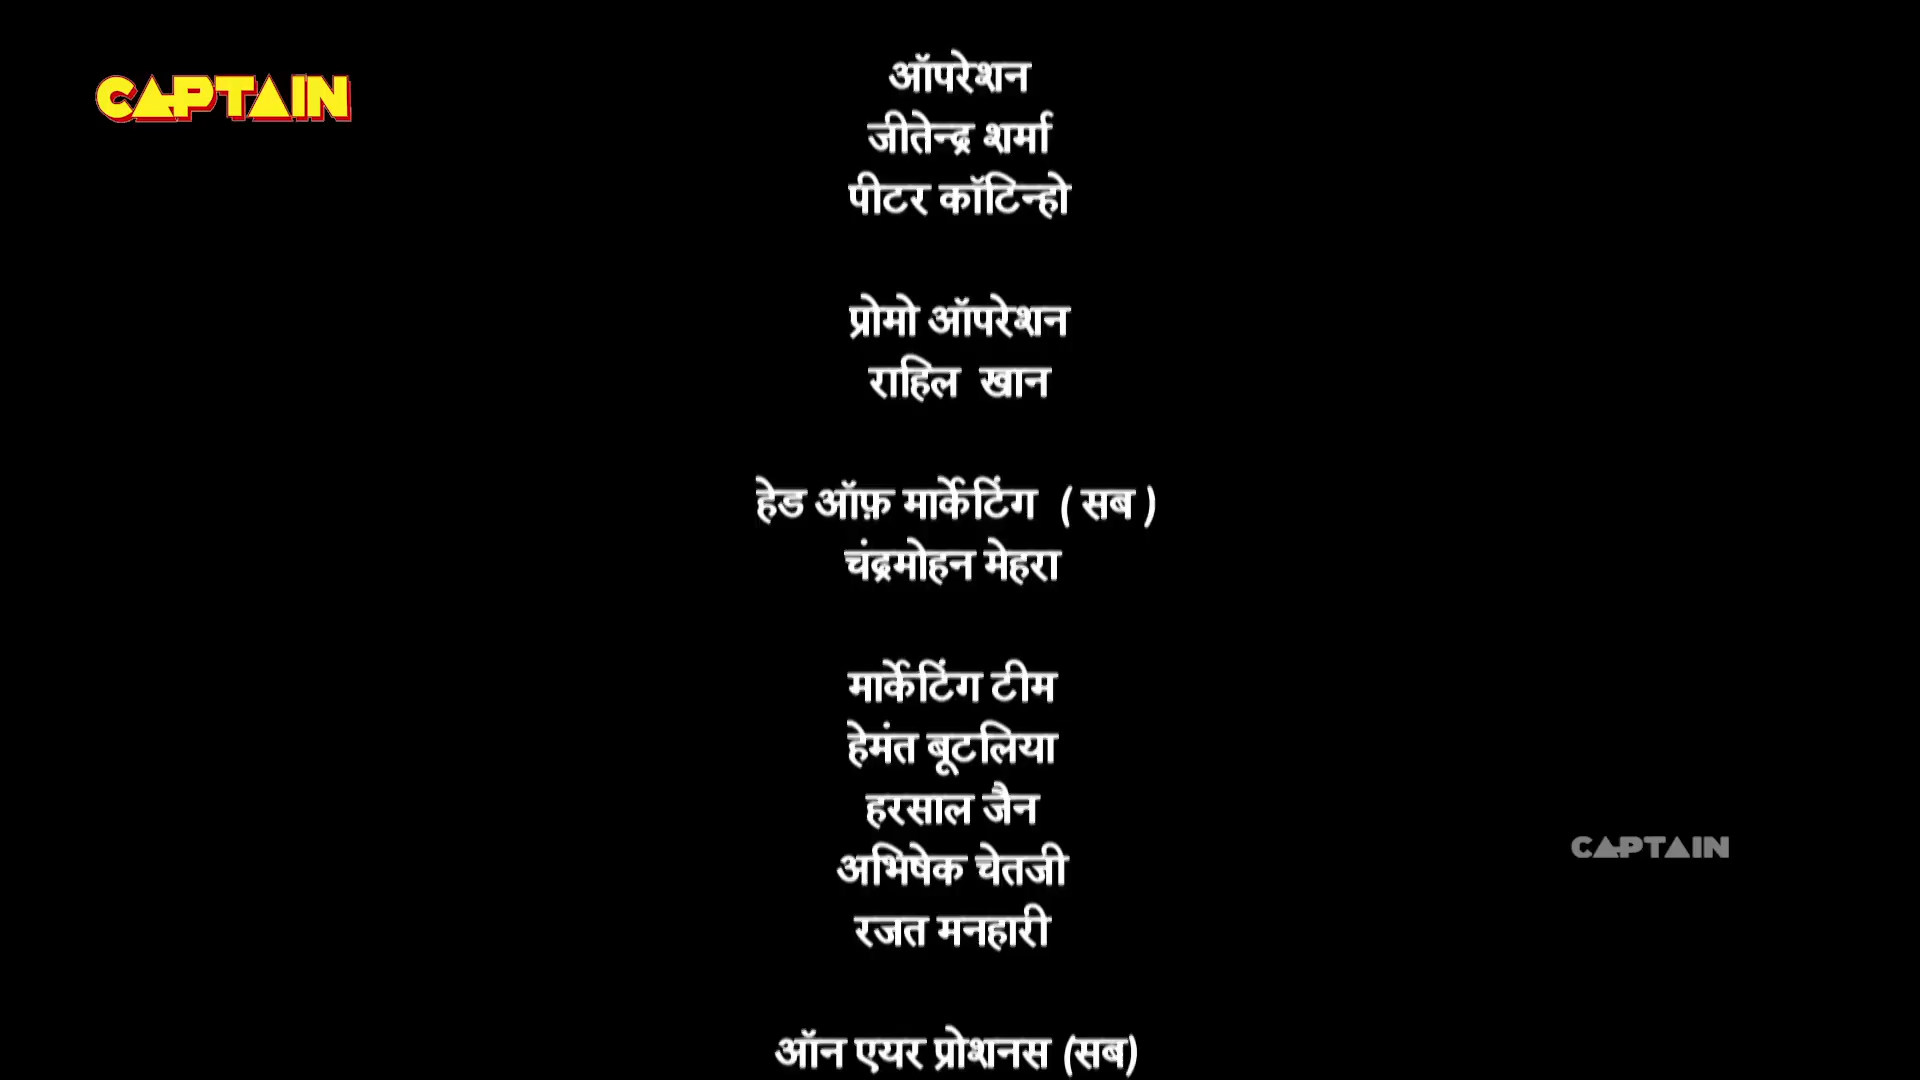 CAPTAIN
ऑपरेशन
जीतेन्द्र शर्मा
पीटर कॉटिन्हो
प्रोमो ऑपरेशन
राहिल खान
हेड ऑफ़ मार्केटिंग ( सब )
चंद्रमोहन मेहरा
मार्केटिंग टीम
हेमंत बूटलिया
हरसाल जैन
अभिषेक चेतजी
रजत मनहारी
CAPTAIN
ऑन एयर प्रोशनस (सब)